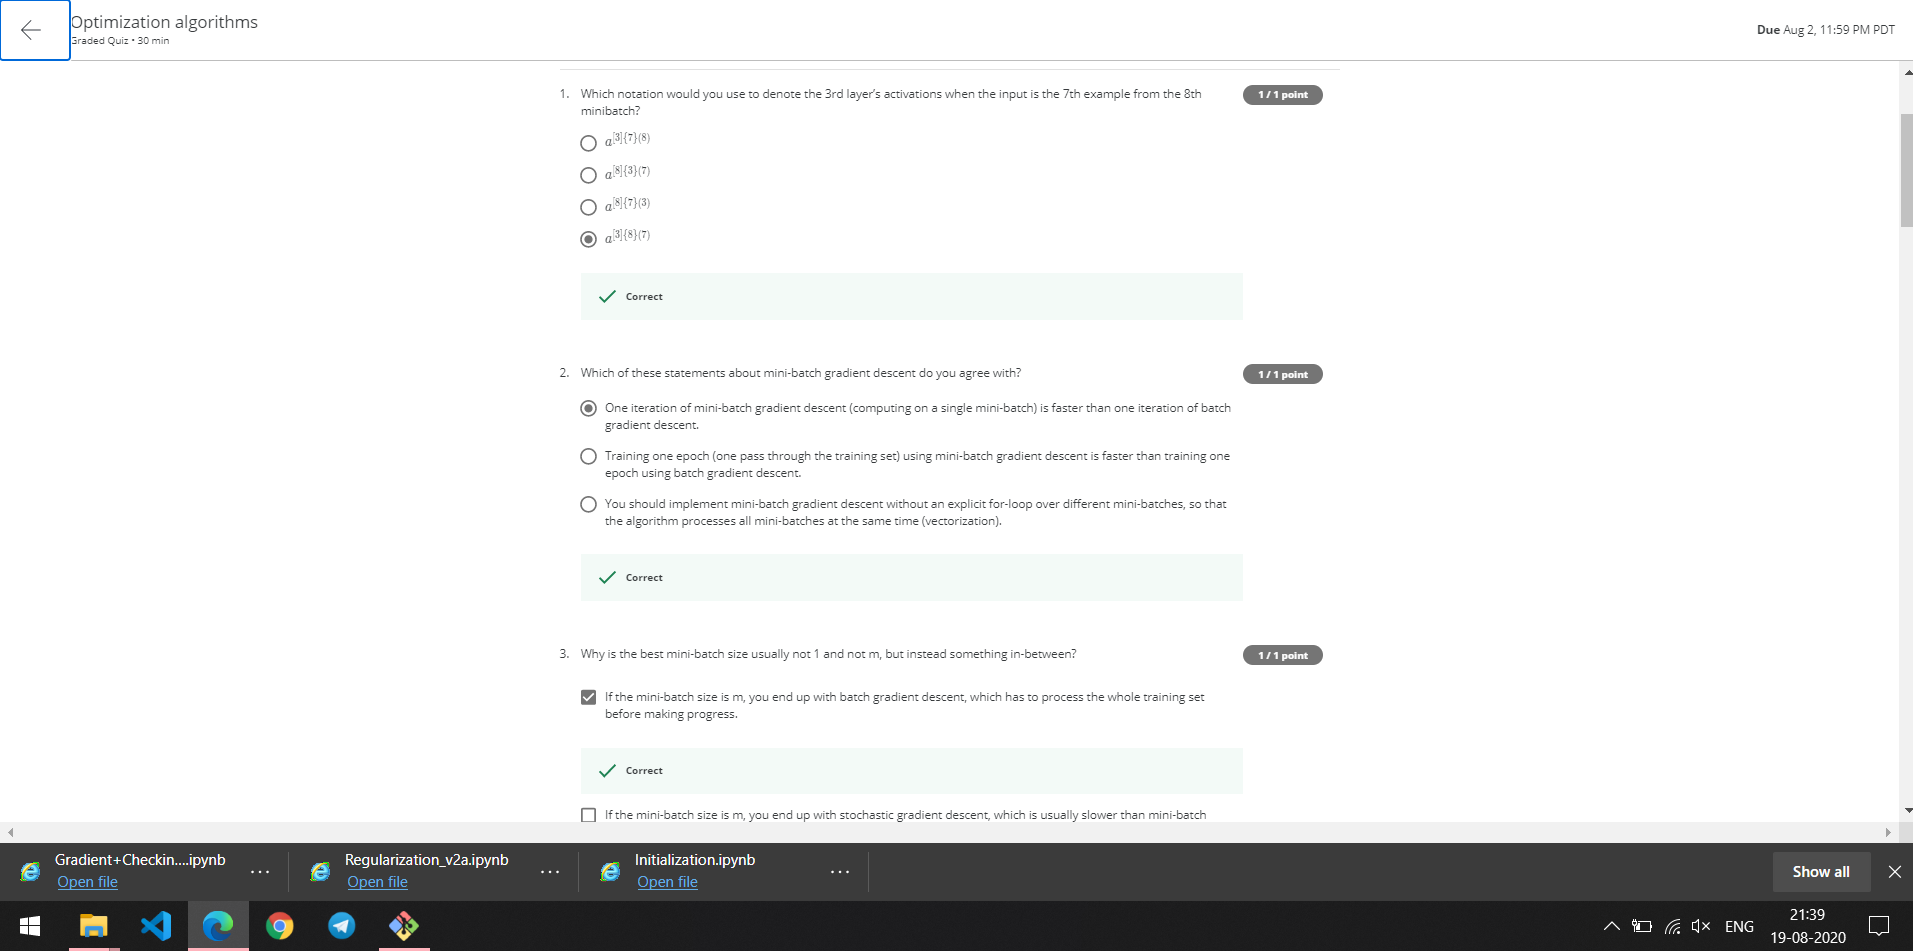 Optimization algorithms
Graded Quiz • 30 min
Due Aug 2, 11:59 PM PDT
1. Which notation would you use to denote the 3rd layer's activations when the input is the 7th example from the 8th
minibatch?
1 / 1 point
a[3]{7}(8)
a[8]{3}(7)
a[8]{7}(3)
a[3]{8}(7)
Correct
2. Which of these statements about mini-batch gradient descent do you agree with?
1 / 1 point
One iteration of mini-batch gradient descent (computing on a single mini-batch) is faster than one iteration of batch
gradient descent.
Training one epoch (one pass through the training set) using mini-batch gradient descent is faster than training one
epoch using batch gradient descent.
You should implement mini-batch gradient descent without an explicit for-loop over different mini-batches, so that
the algorithm processes all mini-batches at the same time (vectorization).
Correct
3. Why is the best mini-batch size usually not 1 and not m, but instead something in-between?
1 / 1 point
If the mini-batch size is m, you end up with batch gradient descent, which has to process the whole training set
before making progress.
Correct
If the mini-batch size is m, you end up with stochastic gradient descent, which is usually slower than mini-batch
Gradient+Checkin....ipynb
Open file
Regularization_v2a.ipynb
Open file
Initialization.ipynb
Open file
Show all
ENG
21:39
19-08-2020